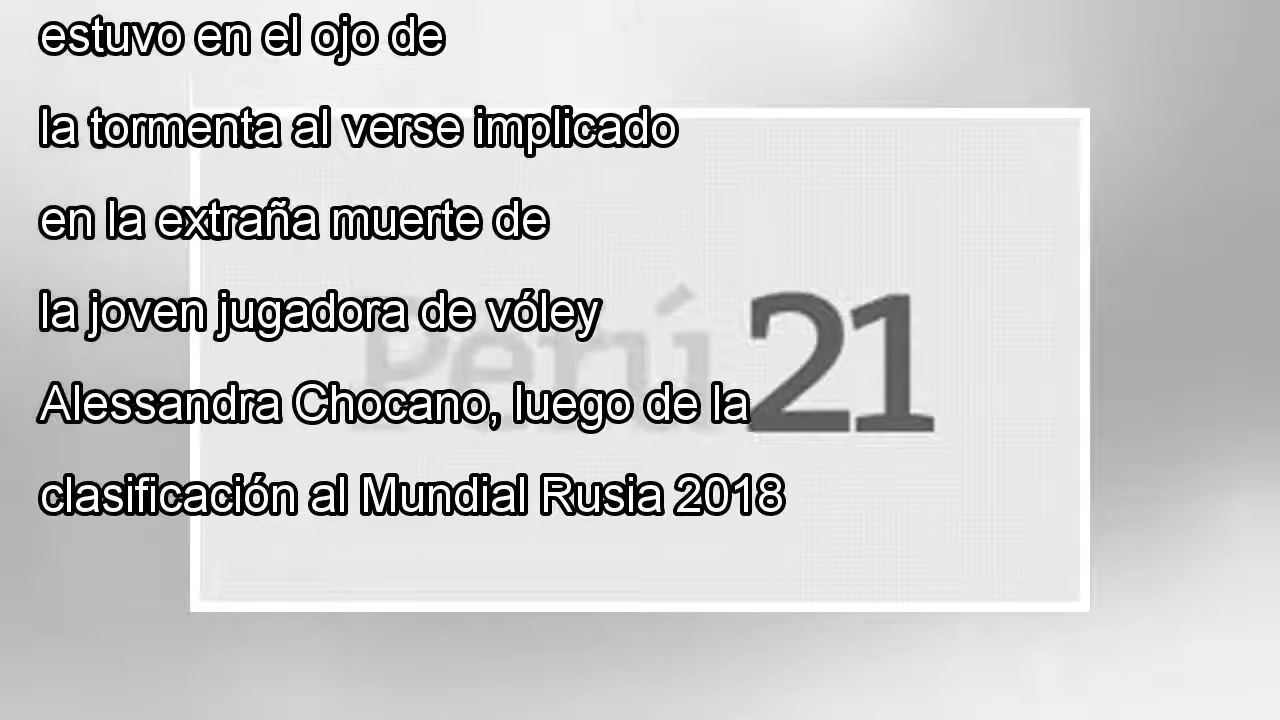 estuvo en el ojo de
la tormenta al verse implicado
en la extraña muerte de
la joven jugadora de vóley
Perú 21
Alessandra Chocano, luego de la
clasificación al Mundial Rusia 2018